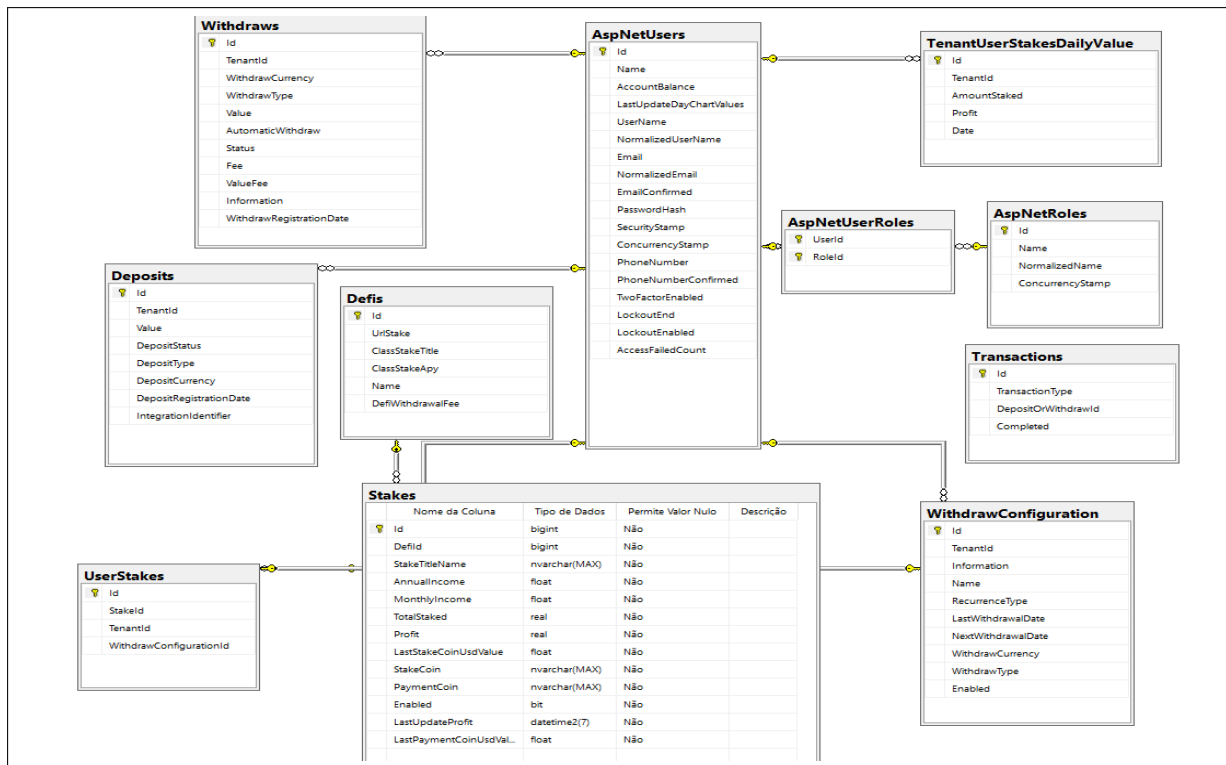 Withdraws
Id
TenantId
WithdrawCurrency
WithdrawType
Value
AutomaticWithdraw
Status
Fee
ValueFee
Information
WithdrawRegistrationDate
AspNetUsers
Id
Name
AccountBalance
LastUpdateDayChartValues
UserName
NormalizedUserName
Email
NormalizedEmail
EmailConfirmed
PasswordHash
SecurityStamp
ConcurrencyStamp
PhoneNumber
PhoneNumberConfirmed
TwoFactorEnabled
LockoutEnd
LockoutEnabled
AccessFailedCount
TenantUserStakesDailyValue
Id
TenantId
AmountStaked
Profit
Date
AspNetUserRoles
UserId
RoleId
AspNetRoles
Id
Name
NormalizedName
ConcurrencyStamp
Deposits
Id
TenantId
Value
DepositStatus
DepositType
DepositCurrency
DepositRegistrationDate
IntegrationIdentifier
Defis
Id
UrlStake
ClassStakeTitle
ClassStakeApy
Name
DefiWithdrawalFee
Transactions
Id
TransactionType
DepositOrWithdrawId
Completed
Stakes
Nome da Coluna Tipo de Dados Permite Valor Nulo Descrição
Id bigint Não
DefiId bigint Não
StakeTitleName nvarchar(MAX) Não
AnnualIncome float Não
MonthlyIncome float Não
TotalStaked real Não
Profit real Não
LastStakeCoinUsdValue float Não
StakeCoin nvarchar(MAX) Não
PaymentCoin nvarchar(MAX) Não
Enabled bit Não
LastUpdateProfit datetime2(7) Não
LastPaymentCoinUsdVal... float Não
UserStakes
Id
StakeId
TenantId
WithdrawConfigurationId
WithdrawConfiguration
Id
TenantId
Information
Name
RecurrenceType
LastWithdrawalDate
NextWithdrawalDate
WithdrawCurrency
WithdrawType
Enabled